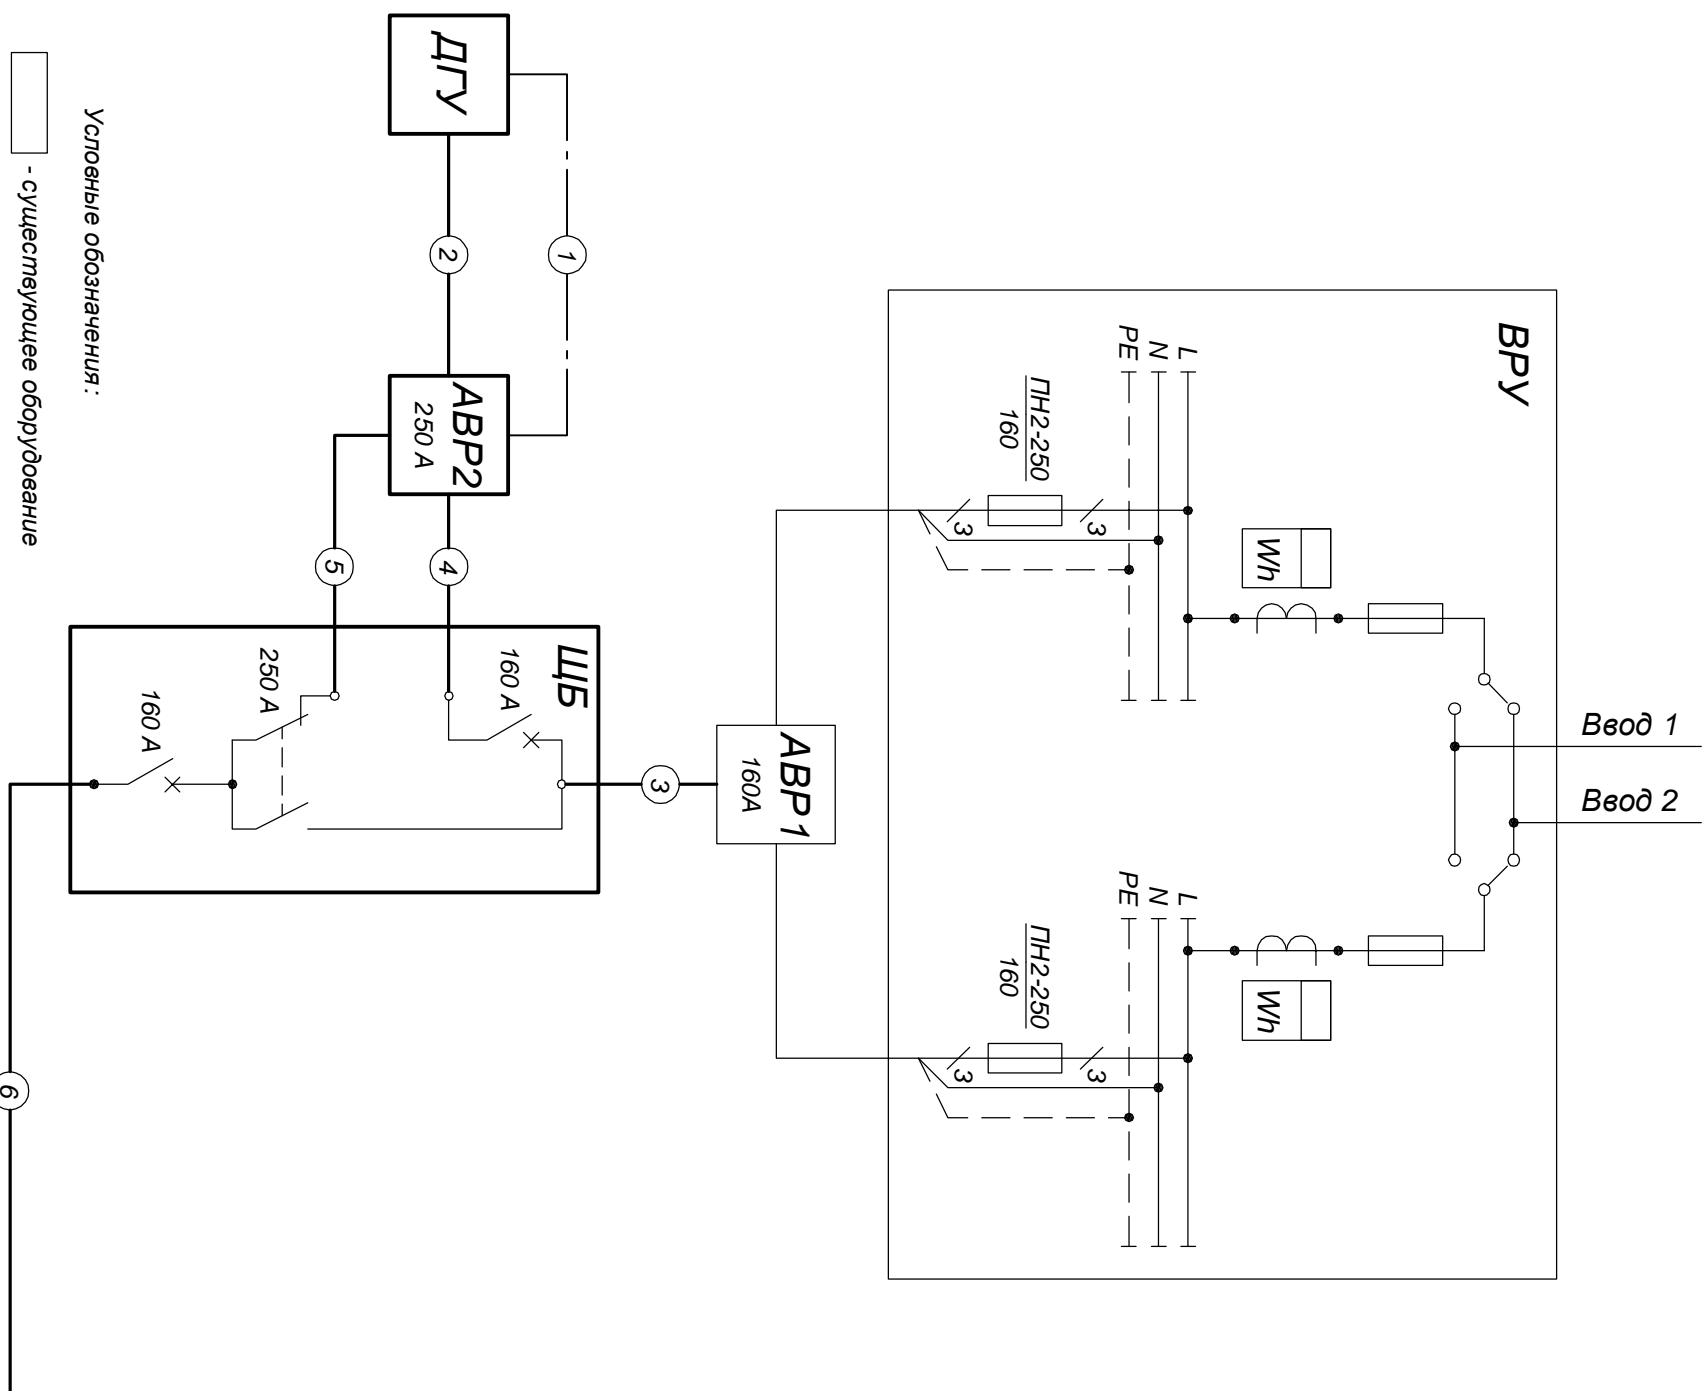 Ввод 1
Ввод 2
ВРУ
Wh
Wh
L
N
PE
L
N
PE
ПН2-250
160
3
3
ПН2-250
160
3
3
АВР1
160А
3
ЩБ
160 А
250 А
160 А
ДГУ
1
2
АВР2
250 А
4
5
6
Условные обозначения:
- существующее оборудование